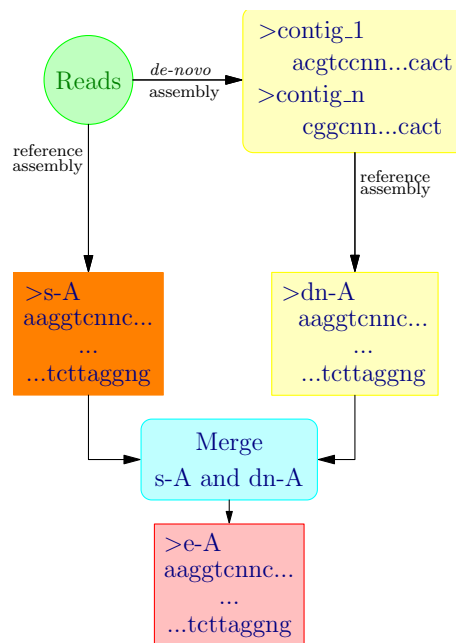 Reads
de-novo
assembly
>contig_1
acgtccnn...cact
>contig_n
cggcnn...cact
reference
assembly
reference
assembly
>s-A
aaggtcnnc...
...
...tcttaggng
>dn-A
aaggtcnnc...
...
...tcttaggng
Merge
s-A and dn-A
>e-A
aaggtcnnc...
...
...tcttaggng